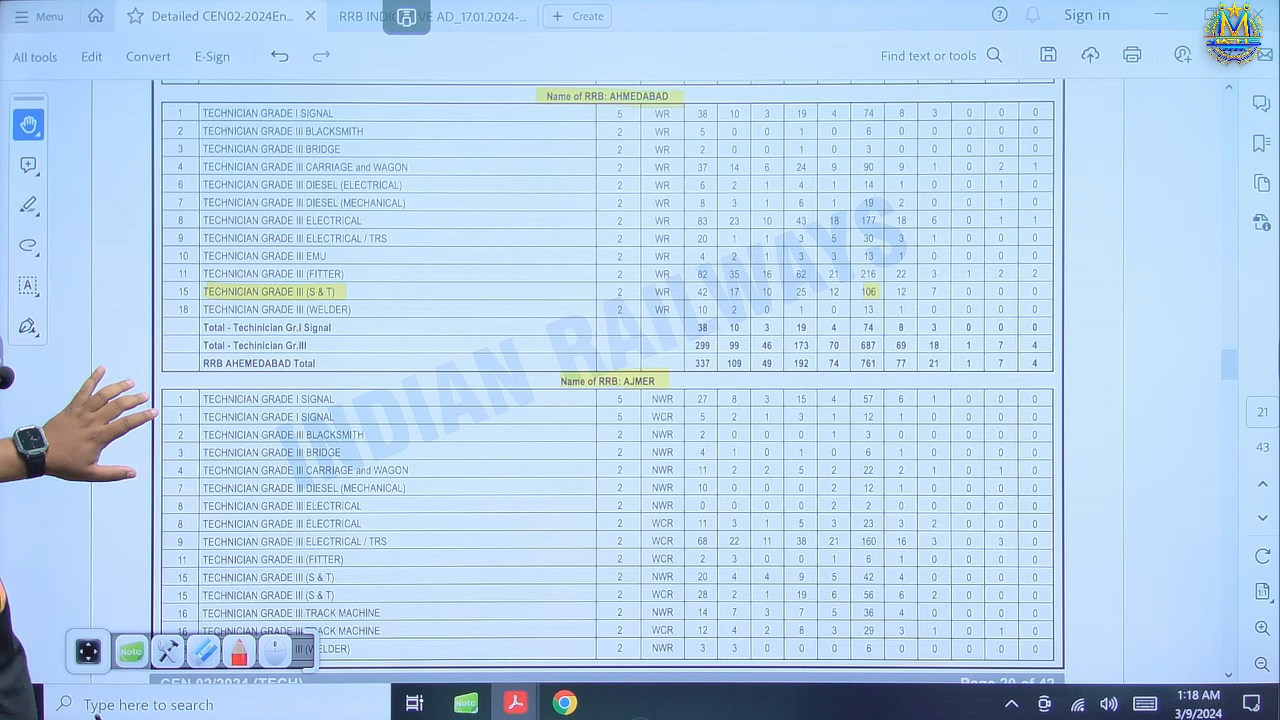 Menu
Detailed CEN02-2024En...
RRB INDICATIVE AD_17.01.2024-...
Create
Sign in
MATHS
All tools Edit Convert E-Sign
Find text or tools
Name of RRB: AHMEDABAD
1 TECHNICIAN GRADE I SIGNAL 5 WR 38 10 3 19 4 74 8 3 0 0 0
2 TECHNICIAN GRADE III BLACKSMITH 2 WR 5 0 0 1 0 6 0 0 0 0 0
3 TECHNICIAN GRADE III BRIDGE 2 WR 2 0 0 1 0 3 0 0 0 0 0
4 TECHNICIAN GRADE III CARRIAGE and WAGON 2 WR 37 14 6 24 9 90 9 1 0 2 1
6 TECHNICIAN GRADE III DIESEL (ELECTRICAL) 2 WR 6 2 1 4 1 14 1 0 0 1 0
7 TECHNICIAN GRADE III DIESEL (MECHANICAL) 2 WR 8 3 1 6 1 19 2 0 0 1 0
8 TECHNICIAN GRADE III ELECTRICAL 2 WR 83 23 10 43 18 177 18 6 0 1 1
9 TECHNICIAN GRADE III ELECTRICAL / TRS 2 WR 20 1 1 3 5 30 3 1 0 0 0
10 TECHNICIAN GRADE III EMU 2 WR 4 2 1 3 3 13 1 0 0 0 0
11 TECHNICIAN GRADE III (FITTER) 2 WR 82 35 16 62 21 216 22 3 1 2 2
15 TECHNICIAN GRADE III (S & T) 2 WR 42 17 10 25 12 106 12 7 0 0 0
18 TECHNICIAN GRADE III (WELDER) 2 WR 10 2 0 1 0 13 1 0 0 0 0
Total - Techinician Gr.I Signal 38 10 3 19 4 74 8 3 0 0 0
Total - Technician Gr.III 299 99 46 173 70 687 69 18 1 7 4
RRB AHEMEDABAD Total 337 109 49 192 74 761 77 21 1 7 4
Name of RRB: AJMER
1 TECHNICIAN GRADE I SIGNAL 5 NWR 27 8 3 15 4 57 6 1 0 0 0
1 TECHNICIAN GRADE I SIGNAL 5 WCR 5 2 1 3 1 12 1 0 0 0 0
2 TECHNICIAN GRADE III BLACKSMITH 2 NWR 2 0 0 0 1 3 0 0 0 0 0
3 TECHNICIAN GRADE III BRIDGE 2 NWR 4 1 0 1 0 6 1 0 0 0 0
4 TECHNICIAN GRADE III CARRIAGE and WAGON 2 NWR 11 2 2 5 2 22 2 1 0 1 0
7 TECHNICIAN GRADE III DIESEL (MECHANICAL) 2 NWR 10 0 0 0 2 12 1 0 0 0 0
8 TECHNICIAN GRADE III ELECTRICAL 2 NWR 0 0 0 0 2 2 0 0 0 0 0
8 TECHNICIAN GRADE III ELECTRICAL 2 WCR 11 3 1 5 3 23 3 2 0 0 0
9 TECHNICIAN GRADE III ELECTRICAL / TRS 2 WCR 68 22 11 38 21 160 16 3 0 3 0
11 TECHNICIAN GRADE III (FITTER) 2 WCR 2 3 0 0 1 6 1 0 0 0 0
15 TECHNICIAN GRADE III (S & T) 2 NWR 20 4 4 9 5 42 4 0 0 0 0
15 TECHNICIAN GRADE III (S & T) 2 WCR 28 2 1 19 6 56 6 2 0 0 0
16 TECHNICIAN GRADE III TRACK MACHINE 2 NWR 14 7 3 7 5 36 4 0 0 0 0
16 TECHNICIAN GRADE III TRACK MACHINE 2 WCR 12 4 2 8 3 29 3 1 0 1 0
III (WELDER) 2 NWR 3 3 0 0 0 6 0 0 0 0 0
INDIAN RAILWAYS
CEN 02/2024 (TECH) Page 20 of 42
21
43
1:1
Note
Type here to search
Note
1:18 AM
3/9/2024